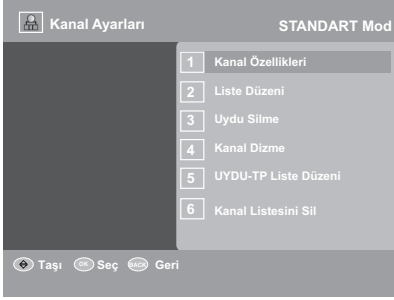 Kanal Ayarları STANDART Mod
1 Kanal Özellikleri
2 Liste Düzeni
3 Uydu Silme
4 Kanal Dizme
5 UYDU-TP Liste Düzeni
6 Kanal Listesini Sil
Taşı OK Seç BACK Geri